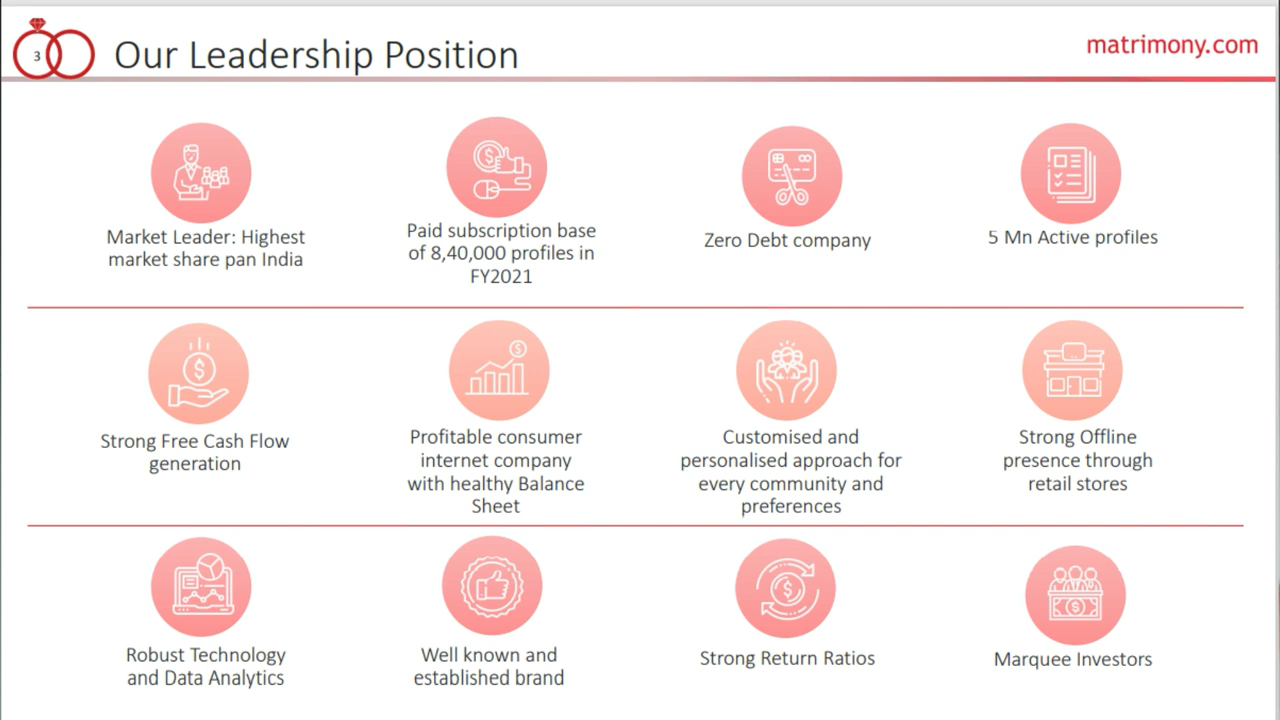 3
Our Leadership Position
matrimony.com
Market Leader: Highest
market share pan India
Paid subscription base
of 8,40,000 profiles in
FY2021
Zero Debt company
5 Mn Active profiles
Strong Free Cash Flow
generation
Profitable consumer
internet company
with healthy Balance
Sheet
Customised and
personalised approach for
every community and
preferences
Strong Offline
presence through
retail stores
Robust Technology
and Data Analytics
Well known and
established brand
Strong Return Ratios
Marquee Investors